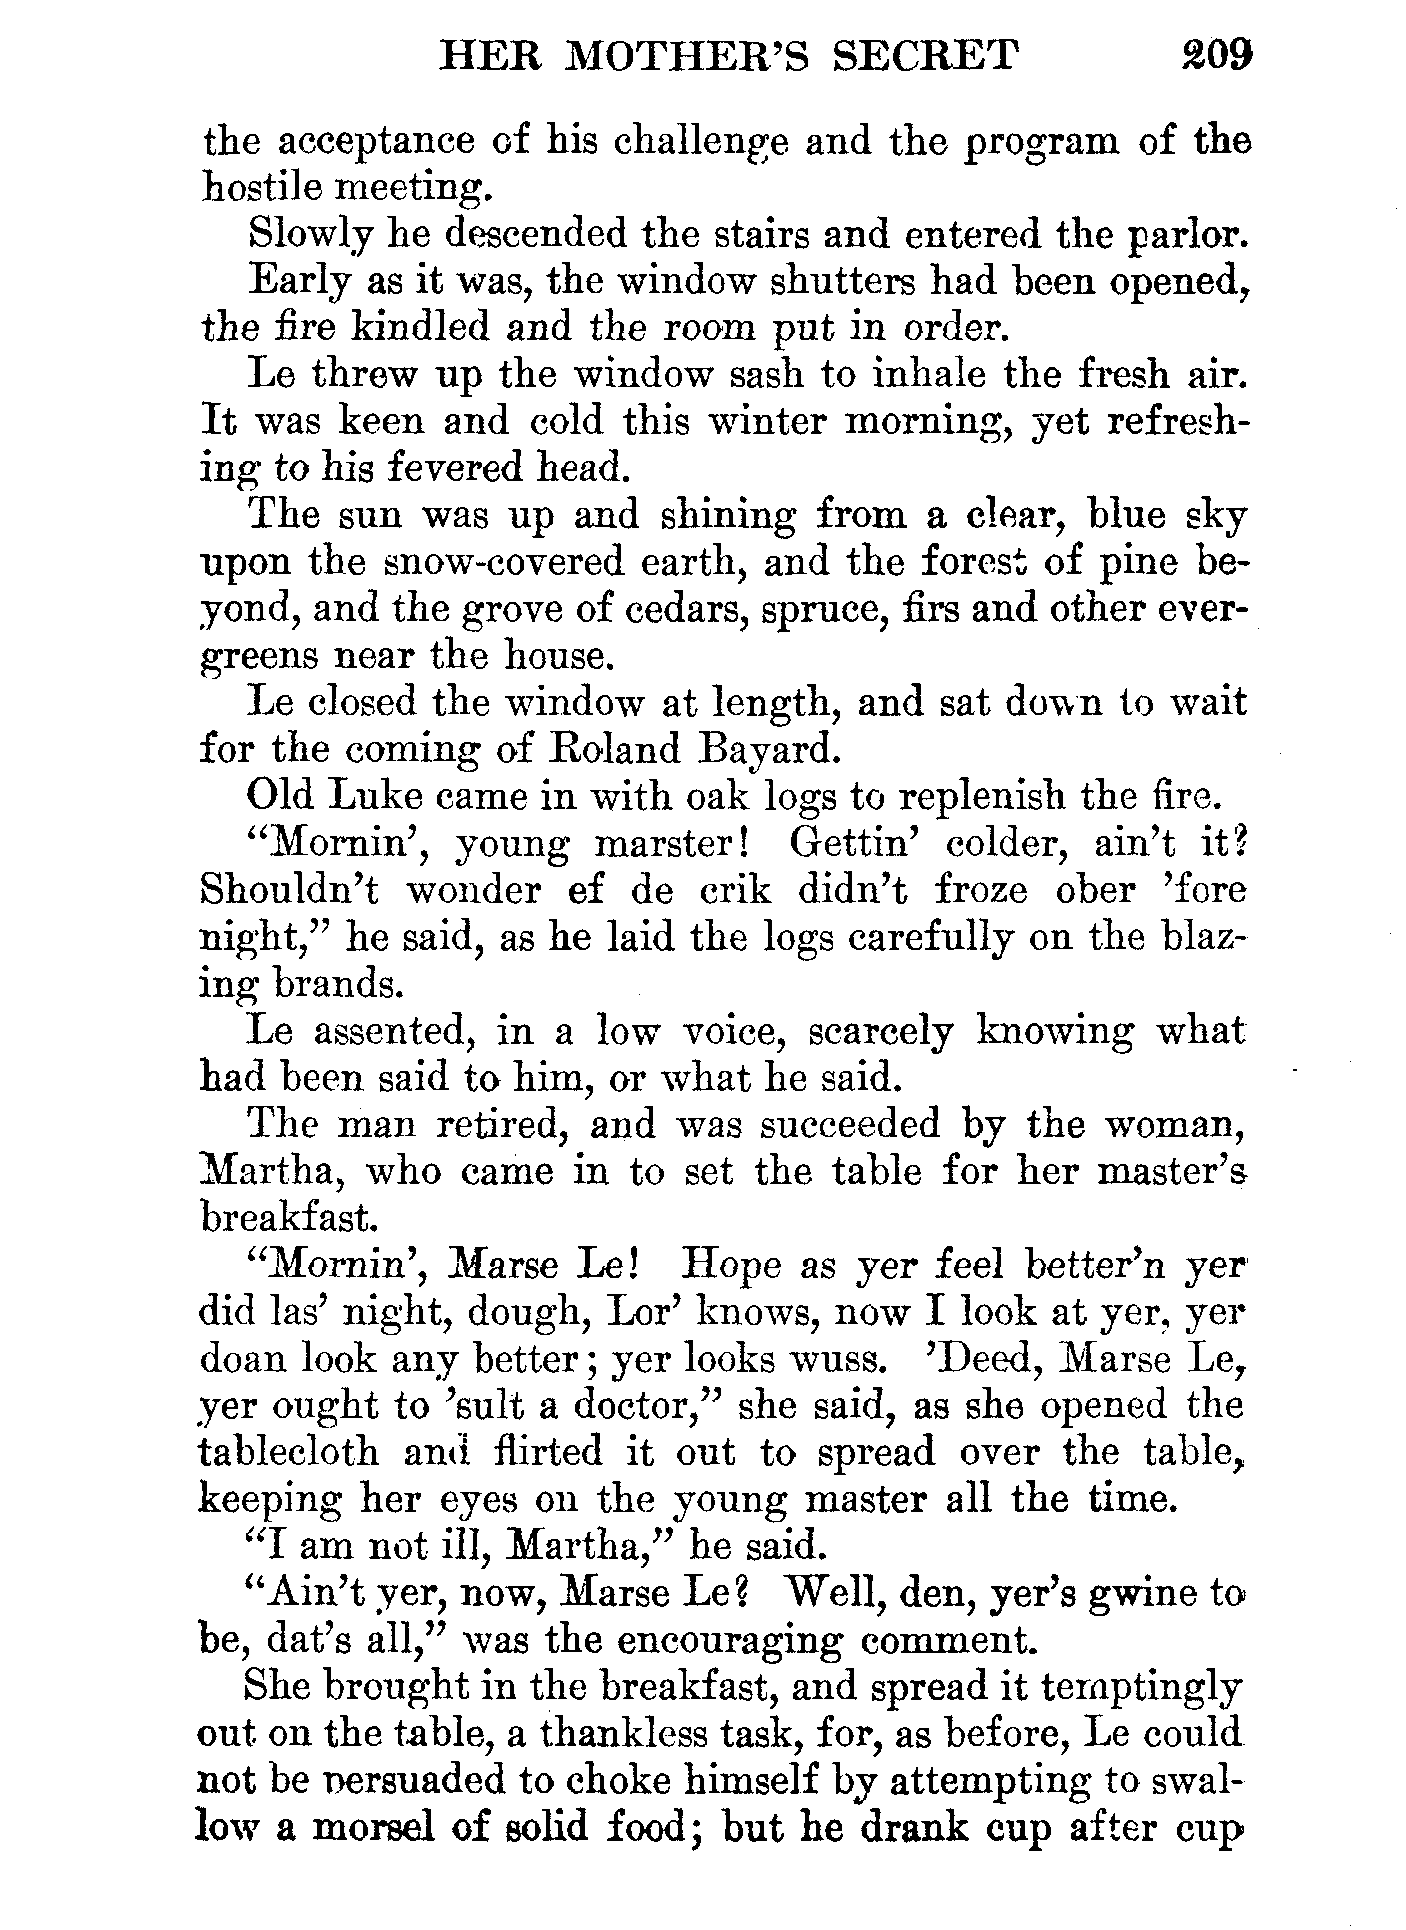 HER MOTHER'S SECRET 209
the acceptance of his challenge and the program of the
hostile meeting.
Slowly he descended the stairs and entered the parlor.
Early as it was, the window shutters had been opened,
the fire kindled and the room put in order.
Le threw up the window sash to inhale the fresh air.
It was keen and cold this winter morning, yet refresh-
ing to his fevered head.
The sun was up and shining from a clear, blue sky
upon the snow-covered earth, and the forest of pine be-
yond, and the grove of cedars, spruce, firs and other ever-
greens near the house.
Le closed the window at length, and sat down to wait
for the coming of Roland Bayard.
Old Luke came in with oak logs to replenish the fire.
“Mornin’, young marster! Gettin’ colder, ain’t it?
Shouldn’t wonder ef de crik didn’t froze ober ’fore
night,” he said, as he laid the logs carefully on the blaz-
ing brands.
Le assented, in a low voice, scarcely knowing what
had been said to him, or what he said.
The man retired, and was succeeded by the woman,
Martha, who came in to set the table for her master’s
breakfast.
“Mornin’, Marse Le! Hope as yer feel better’n yer
did las’ night, dough, Lor’ knows, now I look at yer, yer
doan look any better; yer looks wuss. ’Deed, Marse Le,
yer ought to ’sult a doctor,” she said, as she opened the
tablecloth and flirted it out to spread over the table,
keeping her eyes on the young master all the time.
“I am not ill, Martha,” he said.
“Ain’t yer, now, Marse Le? Well, den, yer’s gwine to
be, dat’s all,” was the encouraging comment.
She brought in the breakfast, and spread it temptingly
out on the table, a thankless task, for, as before, Le could
not be persuaded to choke himself by attempting to swal-
low a morsel of solid food; but he drank cup after cup